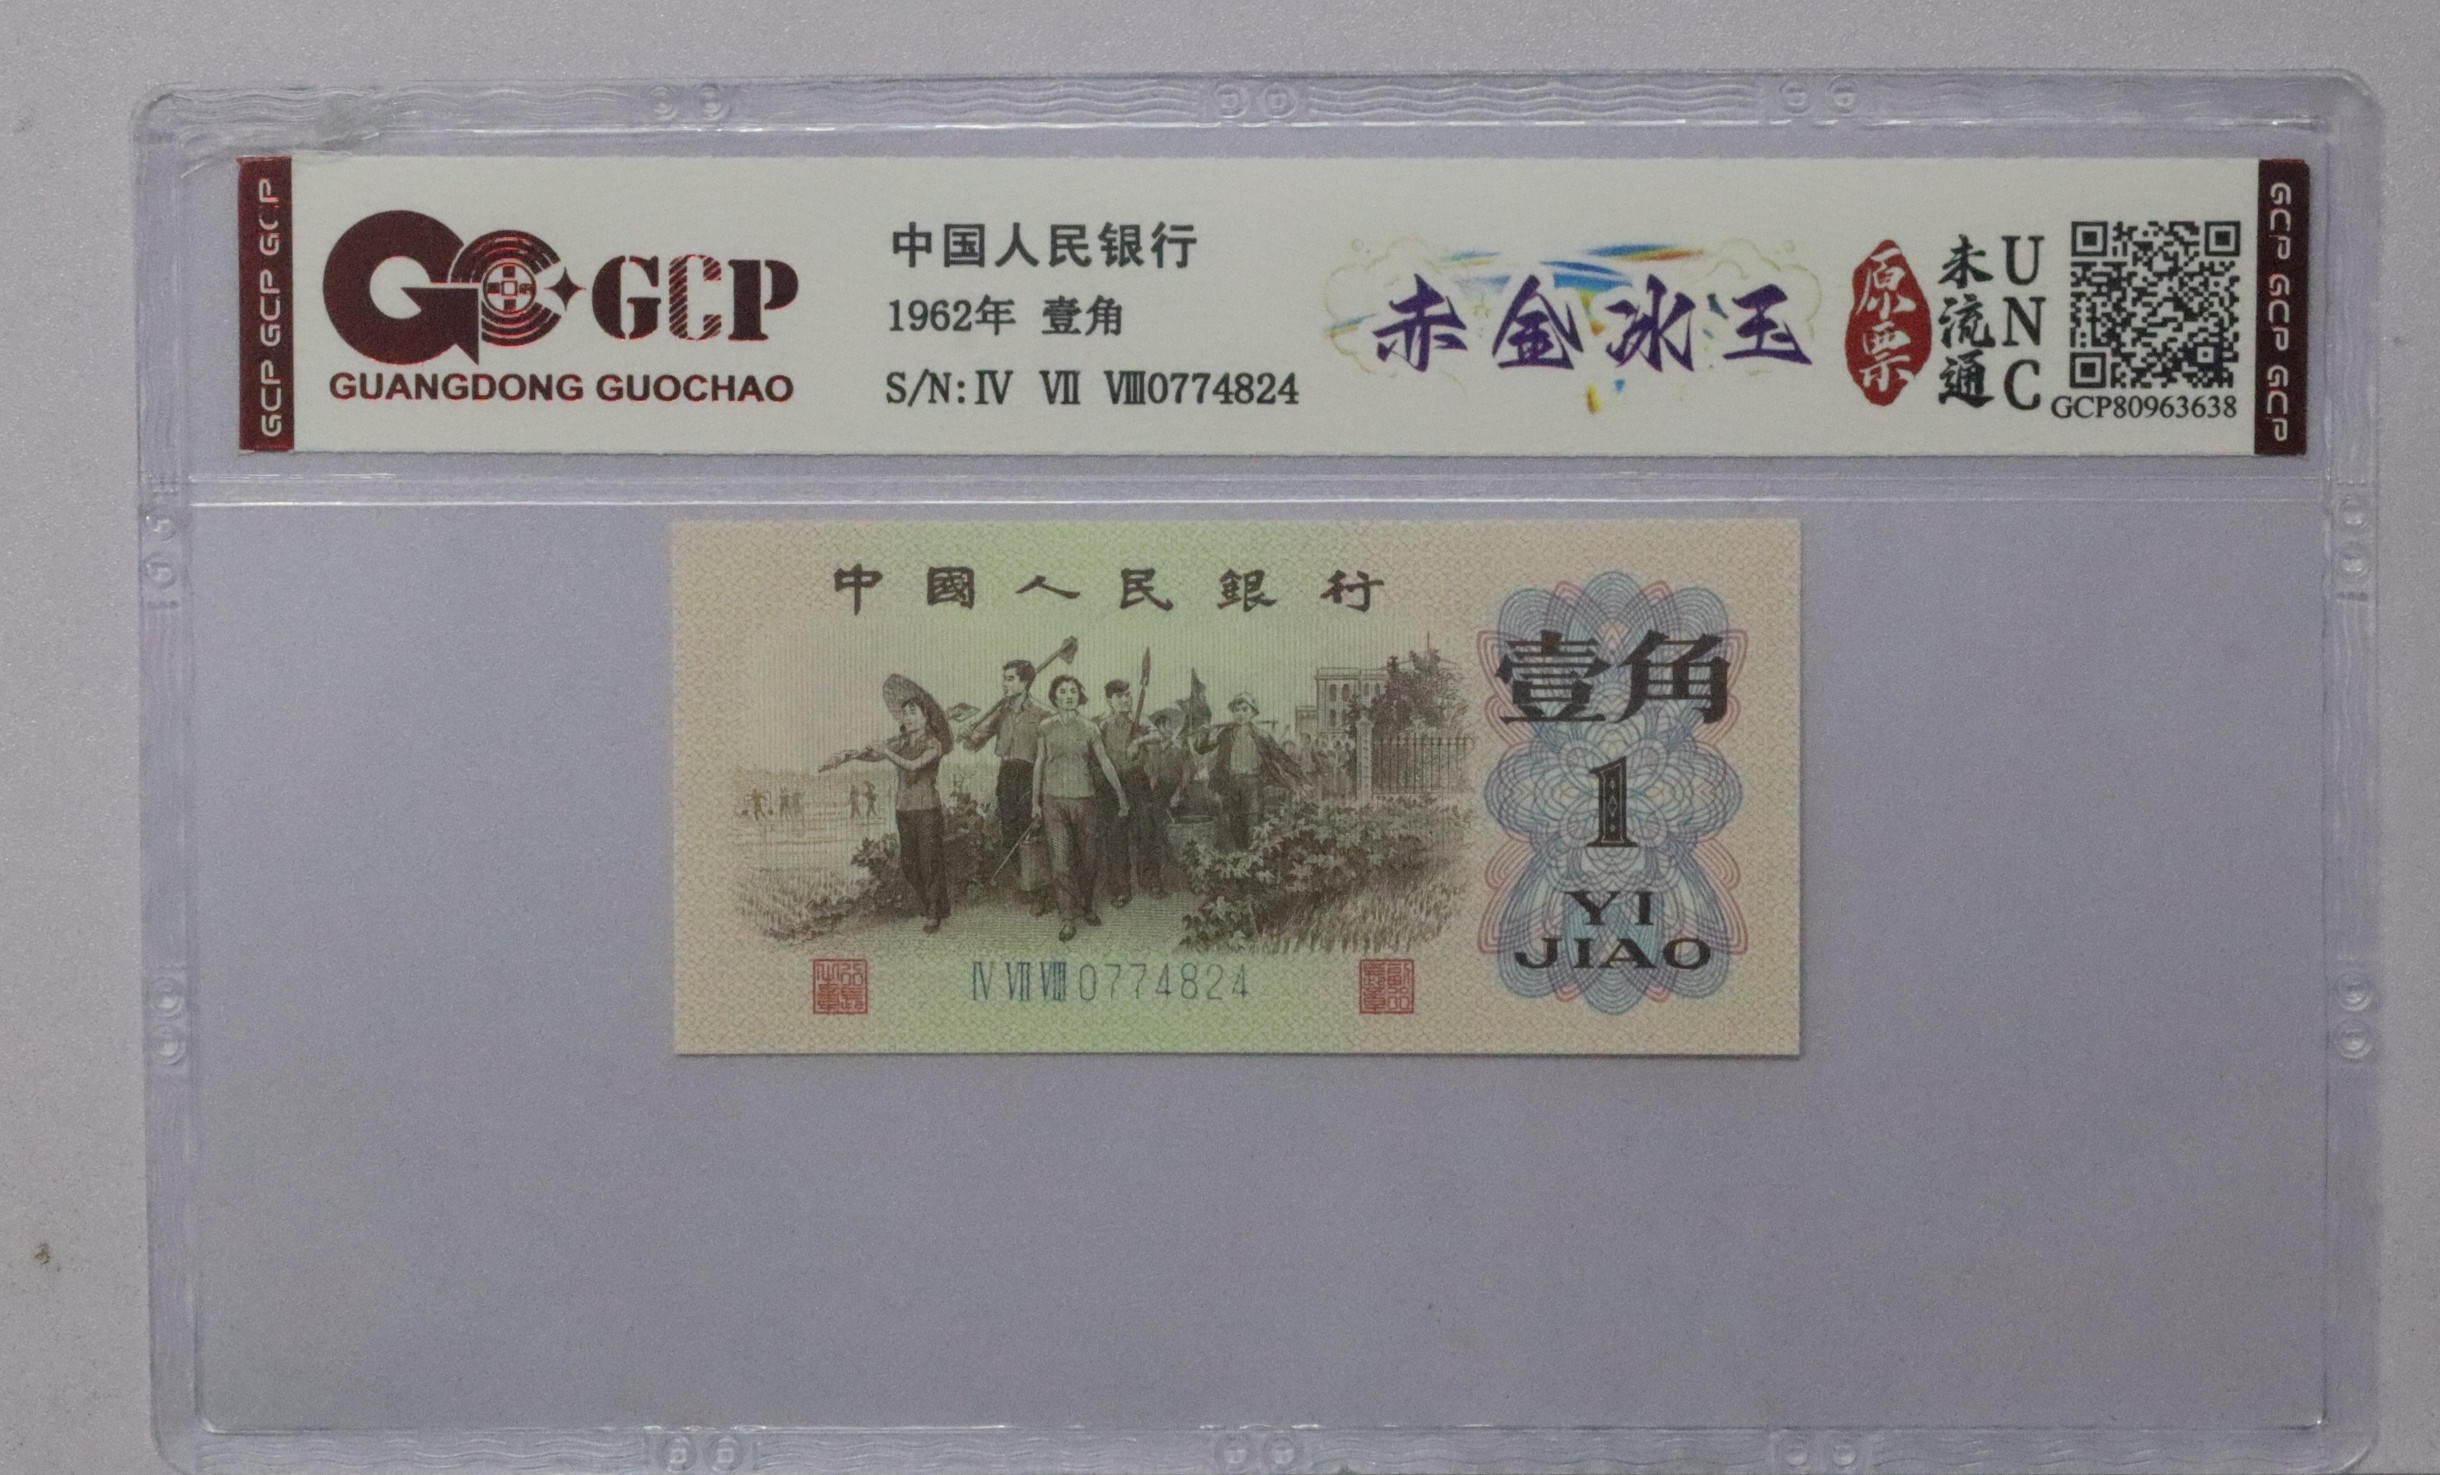 GCP GCP GCP
GCP
GUANGDONG GUOCHAO
中国人民银行
1962年 壹角
S/N:Ⅳ Ⅶ Ⅷ0774824
赤金冰玉
原票
未流通
UNC
GCP80963638
GCP GCP GCP
中國人民銀行
壹角
1
YI
JIAO
Ⅳ Ⅶ Ⅷ 0774824